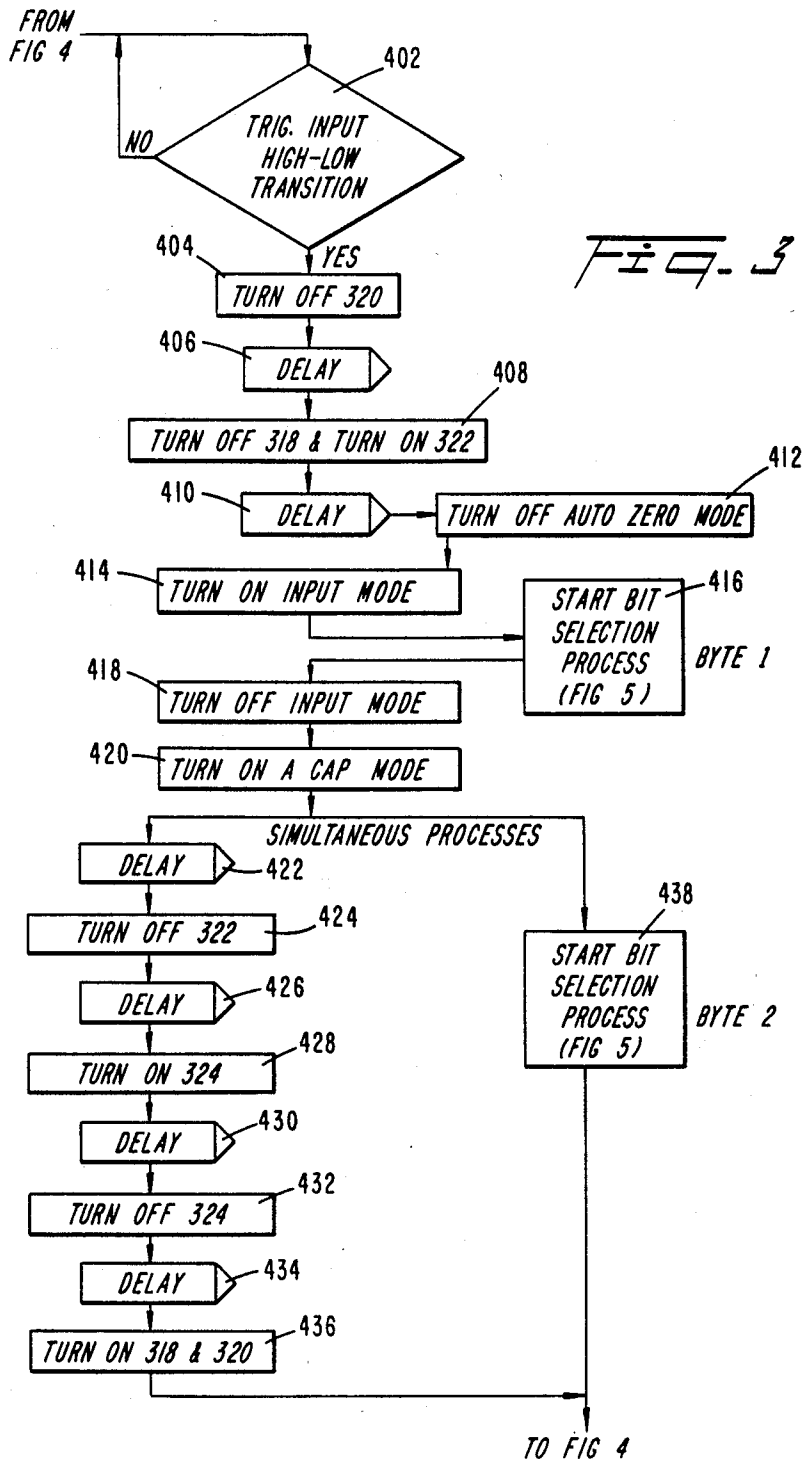 FROM
FIG 4
402
TRIG. INPUT
HIGH-LOW
TRANSITION
NO
YES
Fig. 3
404
TURN OFF 320
406
DELAY
408
TURN OFF 318 & TURN ON 322
410
DELAY
412
TURN OFF AUTO ZERO MODE
414
TURN ON INPUT MODE
416
START BIT
SELECTION
PROCESS
(FIG 5)
BYTE 1
418
TURN OFF INPUT MODE
420
TURN ON A CAP MODE
SIMULTANEOUS PROCESSES
DELAY
422
TURN OFF 322
424
DELAY
426
TURN ON 324
428
DELAY
430
TURN OFF 324
432
DELAY
434
TURN ON 318 & 320
436
438
START BIT
SELECTION
PROCESS
(FIG 5)
BYTE 2
TO FIG 4